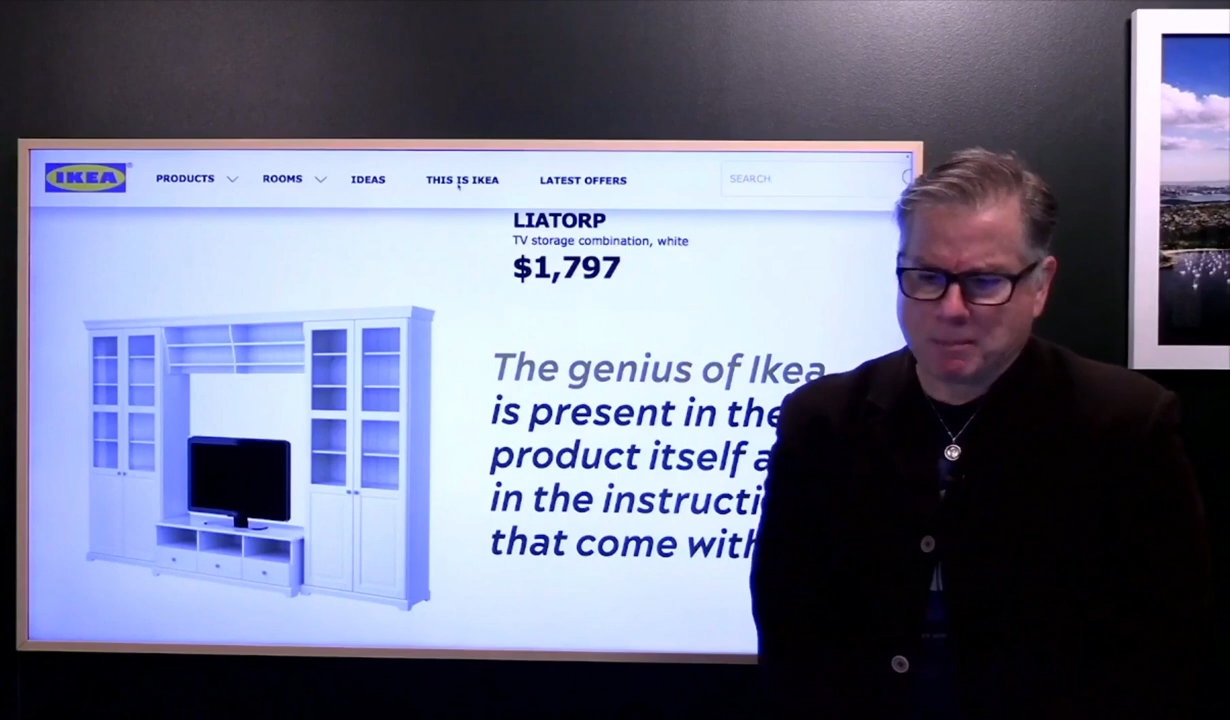 IKEA PRODUCTS ROOMS IDEAS THIS IS IKEA LATEST OFFERS SEARCH
LIATORP
TV storage combination, white
$1,797
The genius of Ikea
is present in the
product itself
in the
that come with